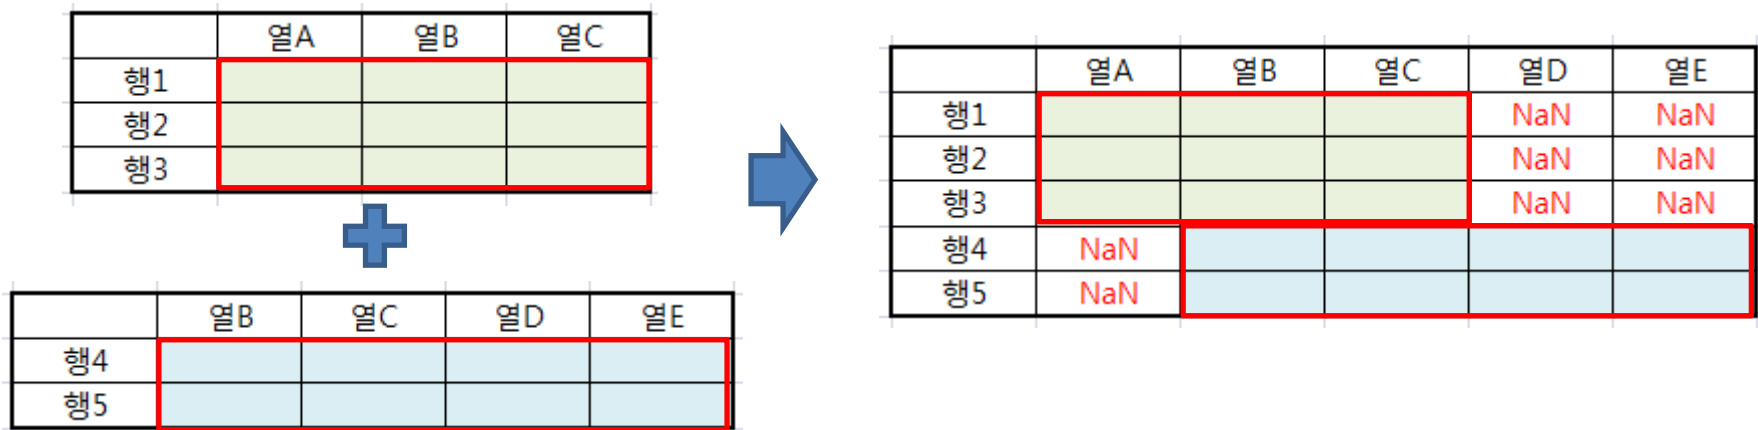 열A 열B 열C
행1
행2
행3
열B 열C 열D 열E
행4
행5
열A 열B 열C 열D 열E
행1 NaN NaN
행2 NaN NaN
행3 NaN NaN
행4 NaN
행5 NaN